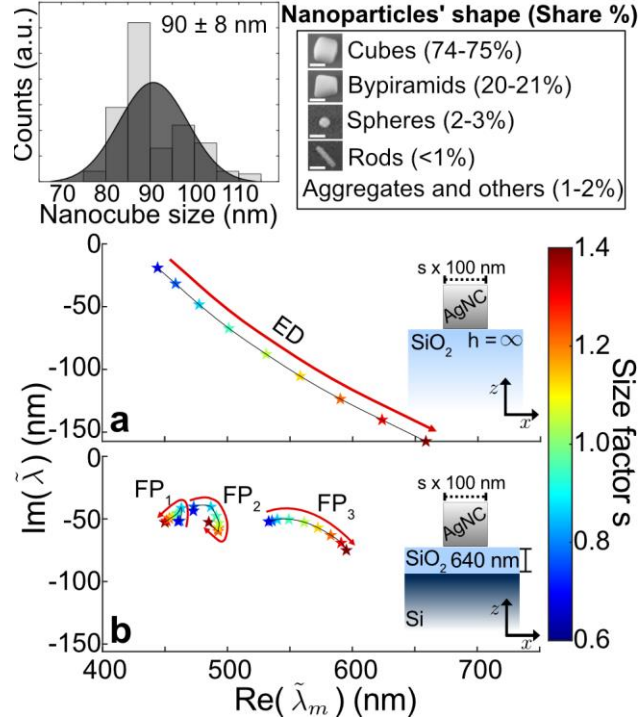 90 ± 8 nm
Counts (a.u.)
70 80 90 100 110
Nanocube size (nm)
Nanoparticles' shape (Share %)
Cubes (74-75%)
Bypiramids (20-21%)
Spheres (2-3%)
Rods (<1%)
Aggregates and others (1-2%)
0
-50
-100
-150
ED
a
s x 100 nm
AgNC
SiO₂ h = ∞
z
x
Im(λ̃) (nm)
0
-50
-100
-150
FP₁ FP₂ FP₃
b
s x 100 nm
AgNC
SiO₂ 640 nm
Si
z
x
400 500 600 700
Re(λ̃ₘ) (nm)
1.4
1.2
1.0
0.8
0.6
Size factor s